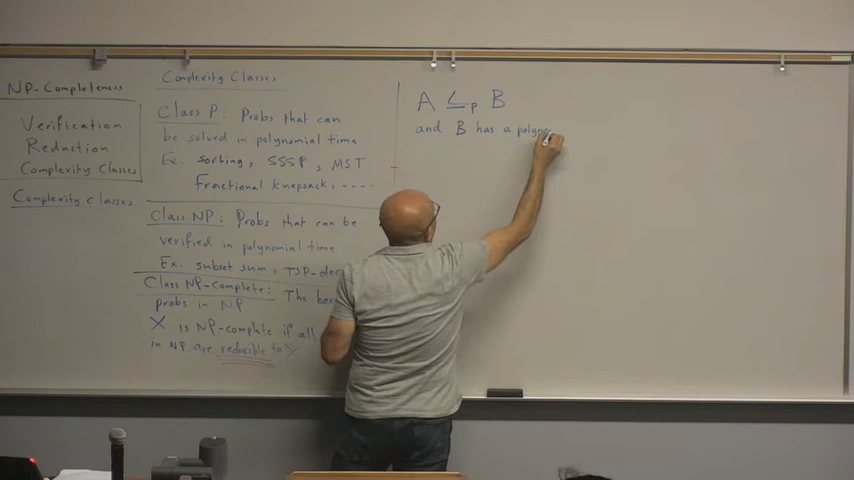 NP-Completeness
Verification
Reduction
Complexity Classes
Complexity Classes
Complexity Classes
Class P: Probs that can
be solved in polynomial time
Ex. sorting, SSSP, MST
Fractional knapsack, ....
Class NP: Probs that can be
verified in polynomial time
Ex. subset sum, TSP-de
Class NP-complete: The har
probs in NP
X is NP-complete if all
in NP are reducible to X
A ≤p B
and B has a polyno